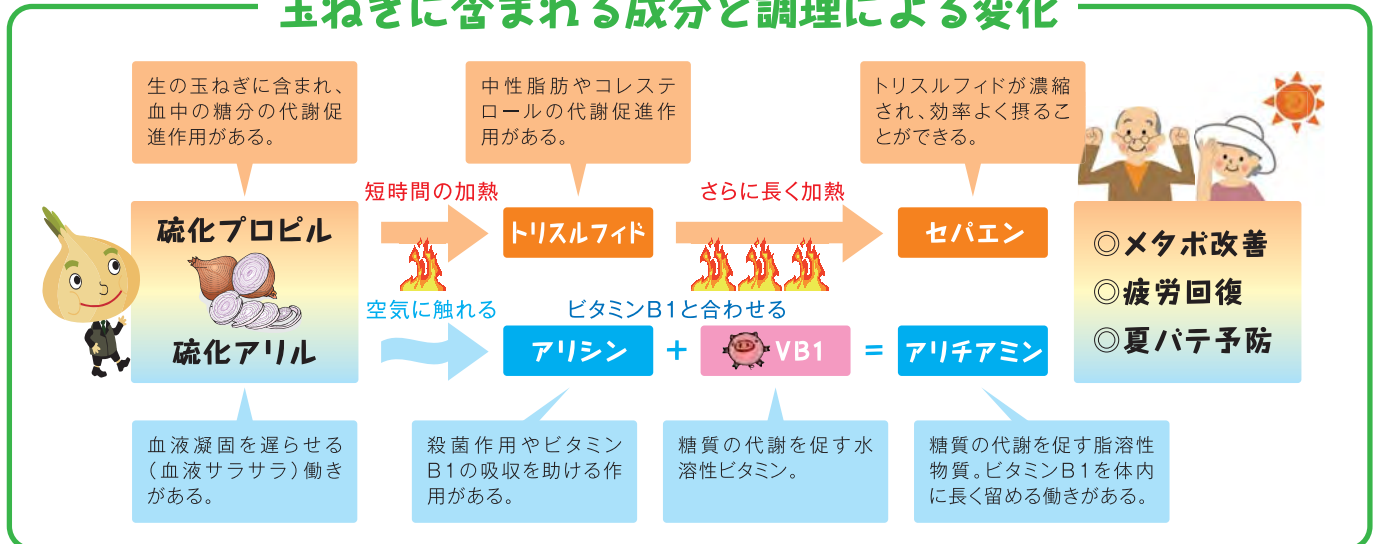 玉ねぎに含まれる成分と調理による変化
生の玉ねぎに含まれ、
血中の糖分の代謝促
進作用がある。
中性脂肪やコレステ
ロールの代謝促進作
用がある。
トリスルフィドが濃縮
され、効率よく摂るこ
とができる。
硫化プロピル
短時間の加熱
トリスルフィド
さらに長く加熱
セパエン
硫化アリル
空気に触れる
アリシン
+
ビタミンB1と合わせる
VB1
=
アリチアミン
◎メタボ改善
◎疲労回復
◎夏バテ予防
血液凝固を遅らせる
(血液サラサラ)働き
がある。
殺菌作用やビタミン
B1の吸収を助ける作
用がある。
糖質の代謝を促す水
溶性ビタミン。
糖質の代謝を促す脂溶性
物質。ビタミンB1を体内
に長く留める働きがある。